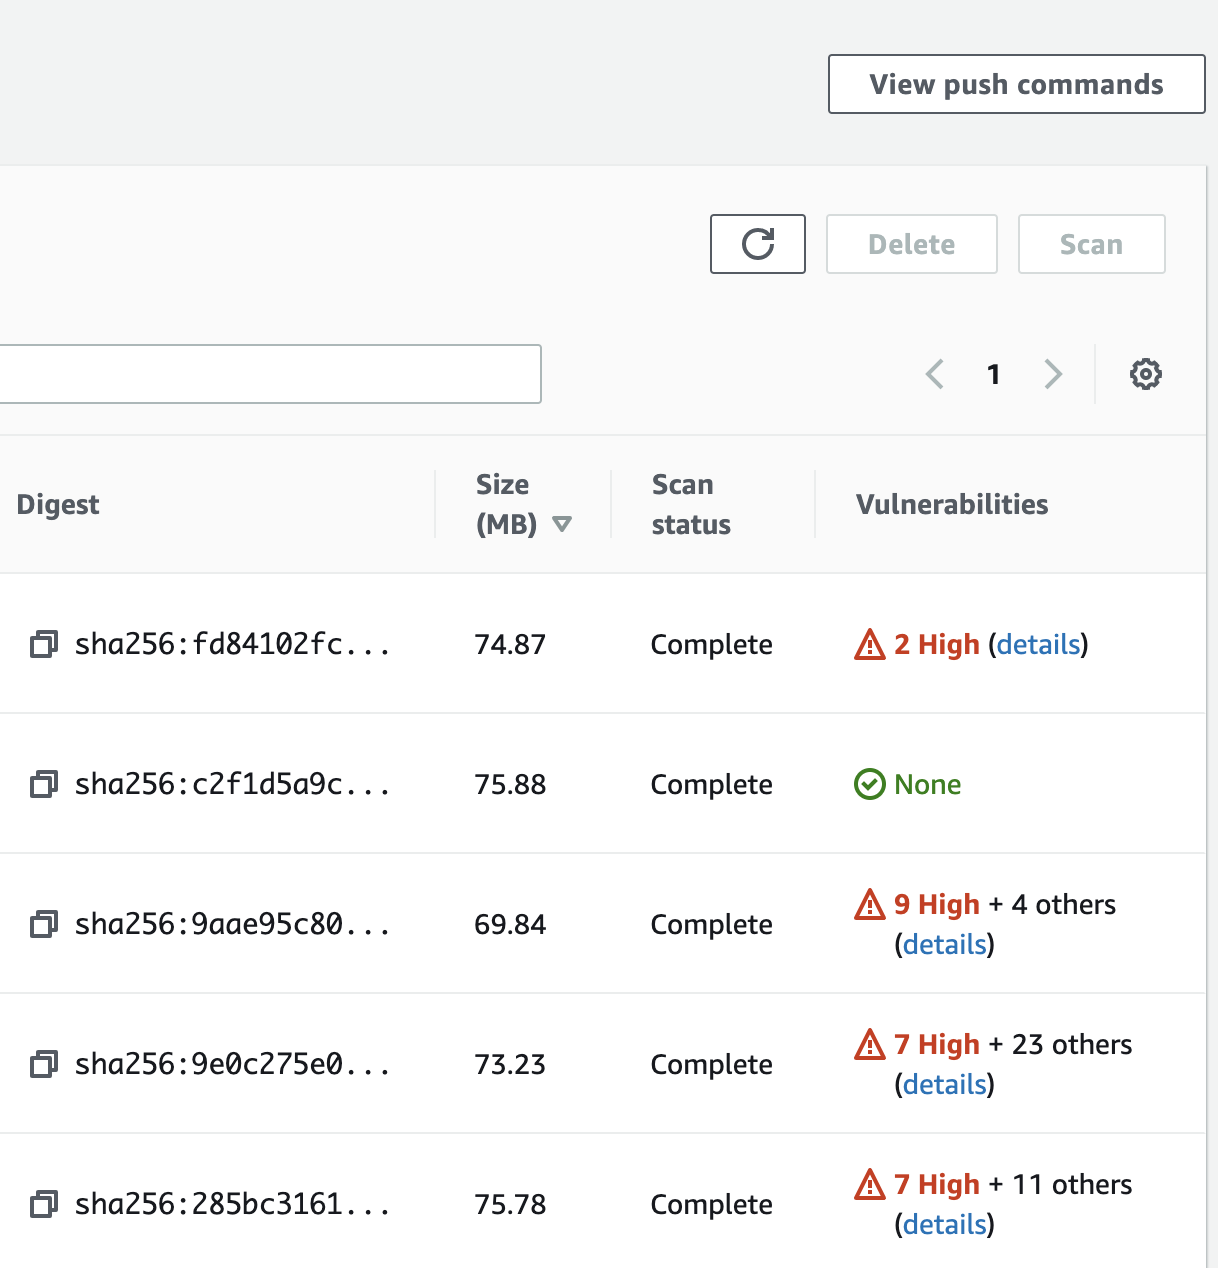 View push commands
Delete
Scan
1
Digest
Size (MB)
Scan status
Vulnerabilities
sha256:fd84102fc...
74.87
Complete
2 High (details)
sha256:c2f1d5a9c...
75.88
Complete
None
sha256:9aae95c80...
69.84
Complete
9 High + 4 others
(details)
sha256:9e0c275e0...
73.23
Complete
7 High + 23 others
(details)
sha256:285bc3161...
75.78
Complete
7 High + 11 others
(details)